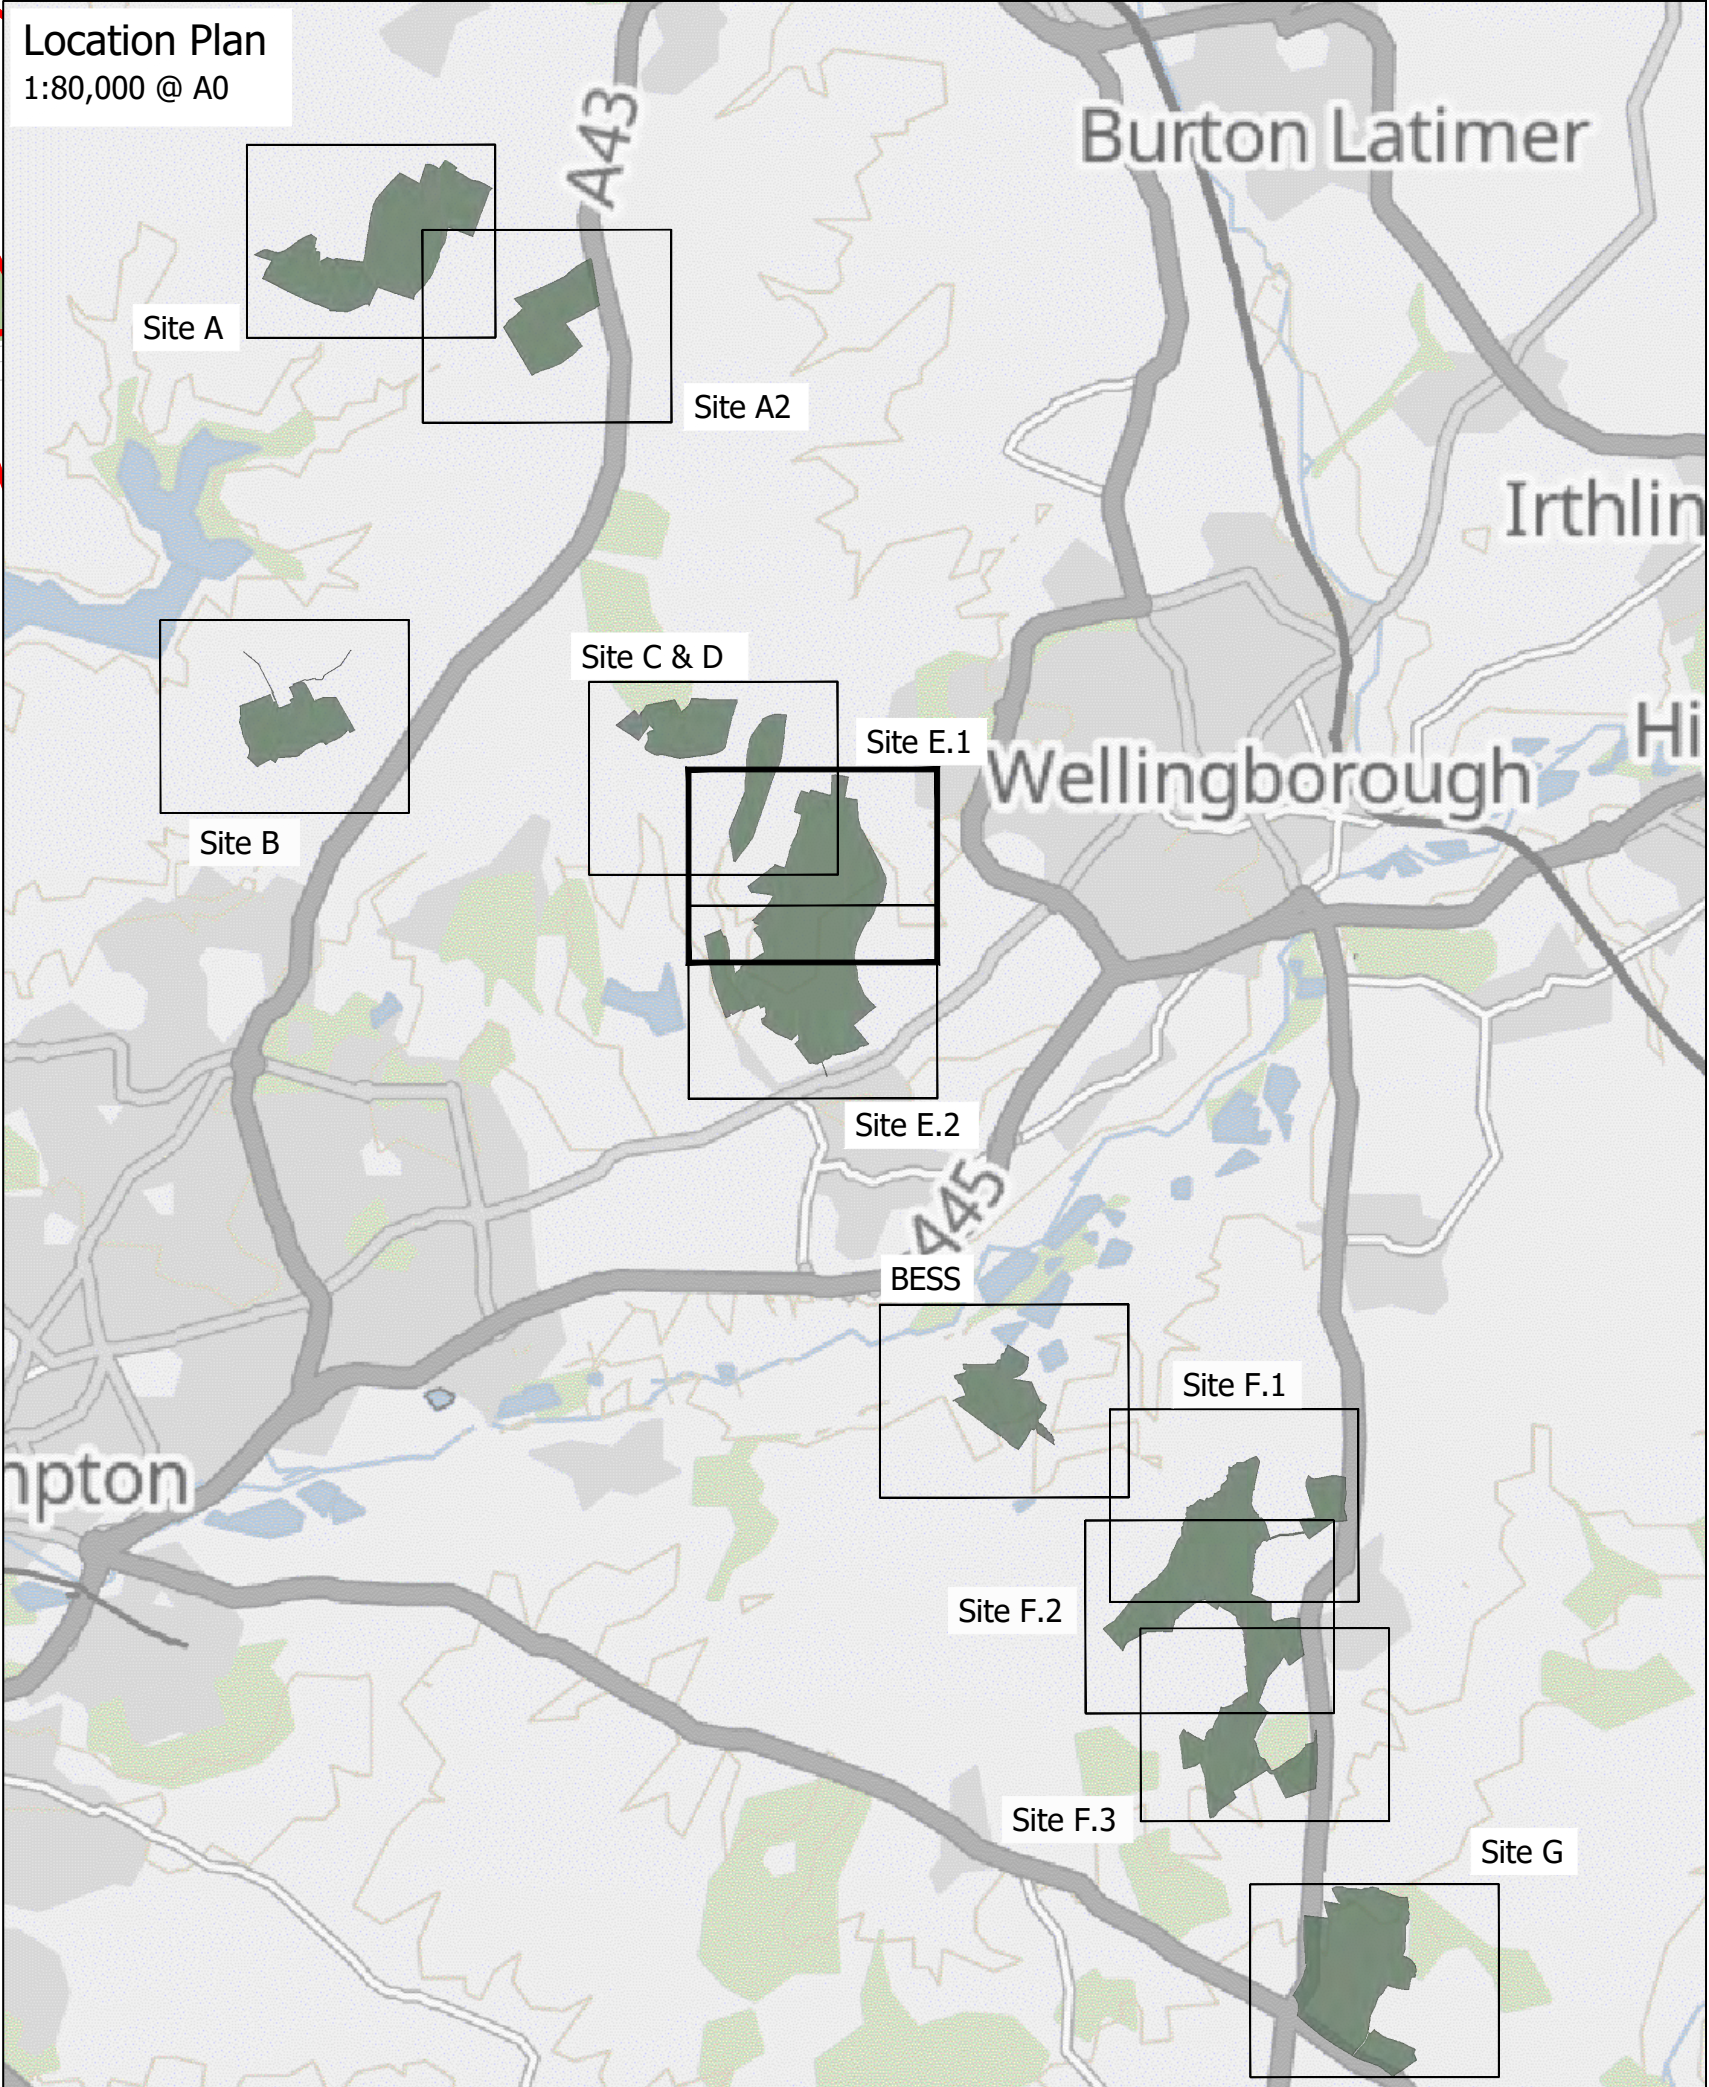 Location Plan
1:80,000 @ A0
A43
Burton Latimer
Site A
Site A2
Irthlin
Site C & D
Site E.1
Hi
Wellingborough
Site B
Site E.2
445
BESS
Site F.1
mpton
Site F.2
Site F.3
Site G